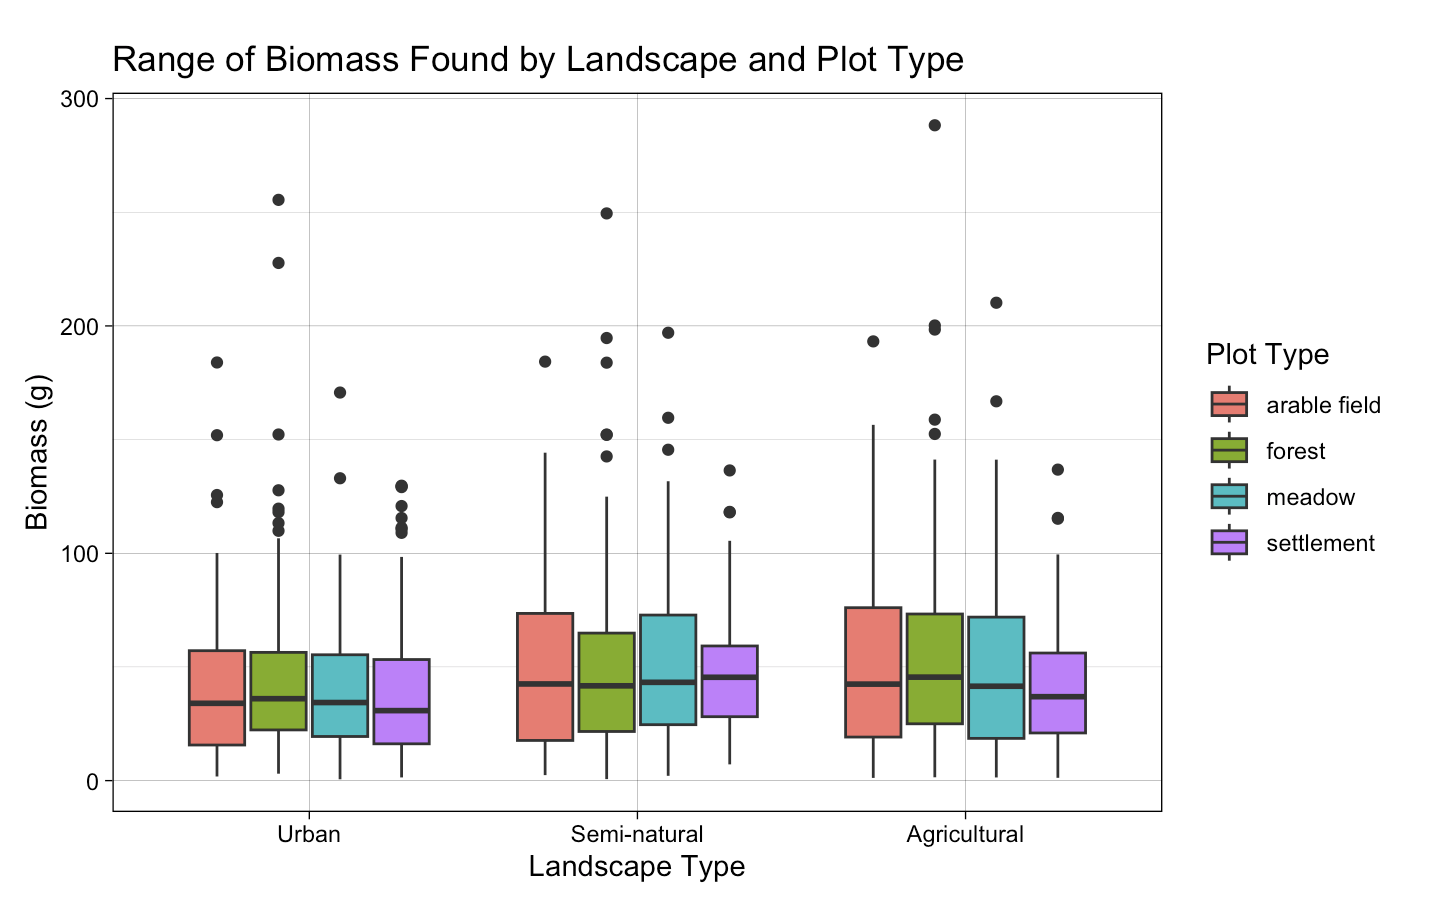 Range of Biomass Found by Landscape and Plot Type
300
200
100
0
Biomass (g)
Urban
Semi-natural
Agricultural
Landscape Type
Plot Type
arable field
forest
meadow
settlement